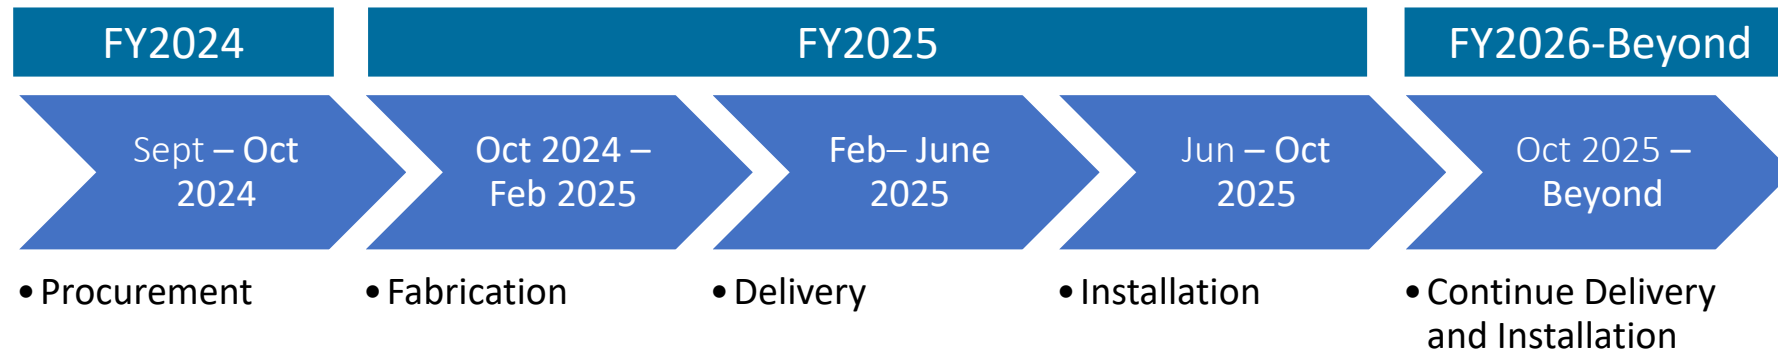 FY2024
FY2025
FY2026-Beyond
Sept – Oct
2024
Oct 2024 –
Feb 2025
Feb– June
2025
Jun – Oct
2025
Oct 2025 –
Beyond
• Procurement
• Fabrication
• Delivery
• Installation
• Continue Delivery
and Installation